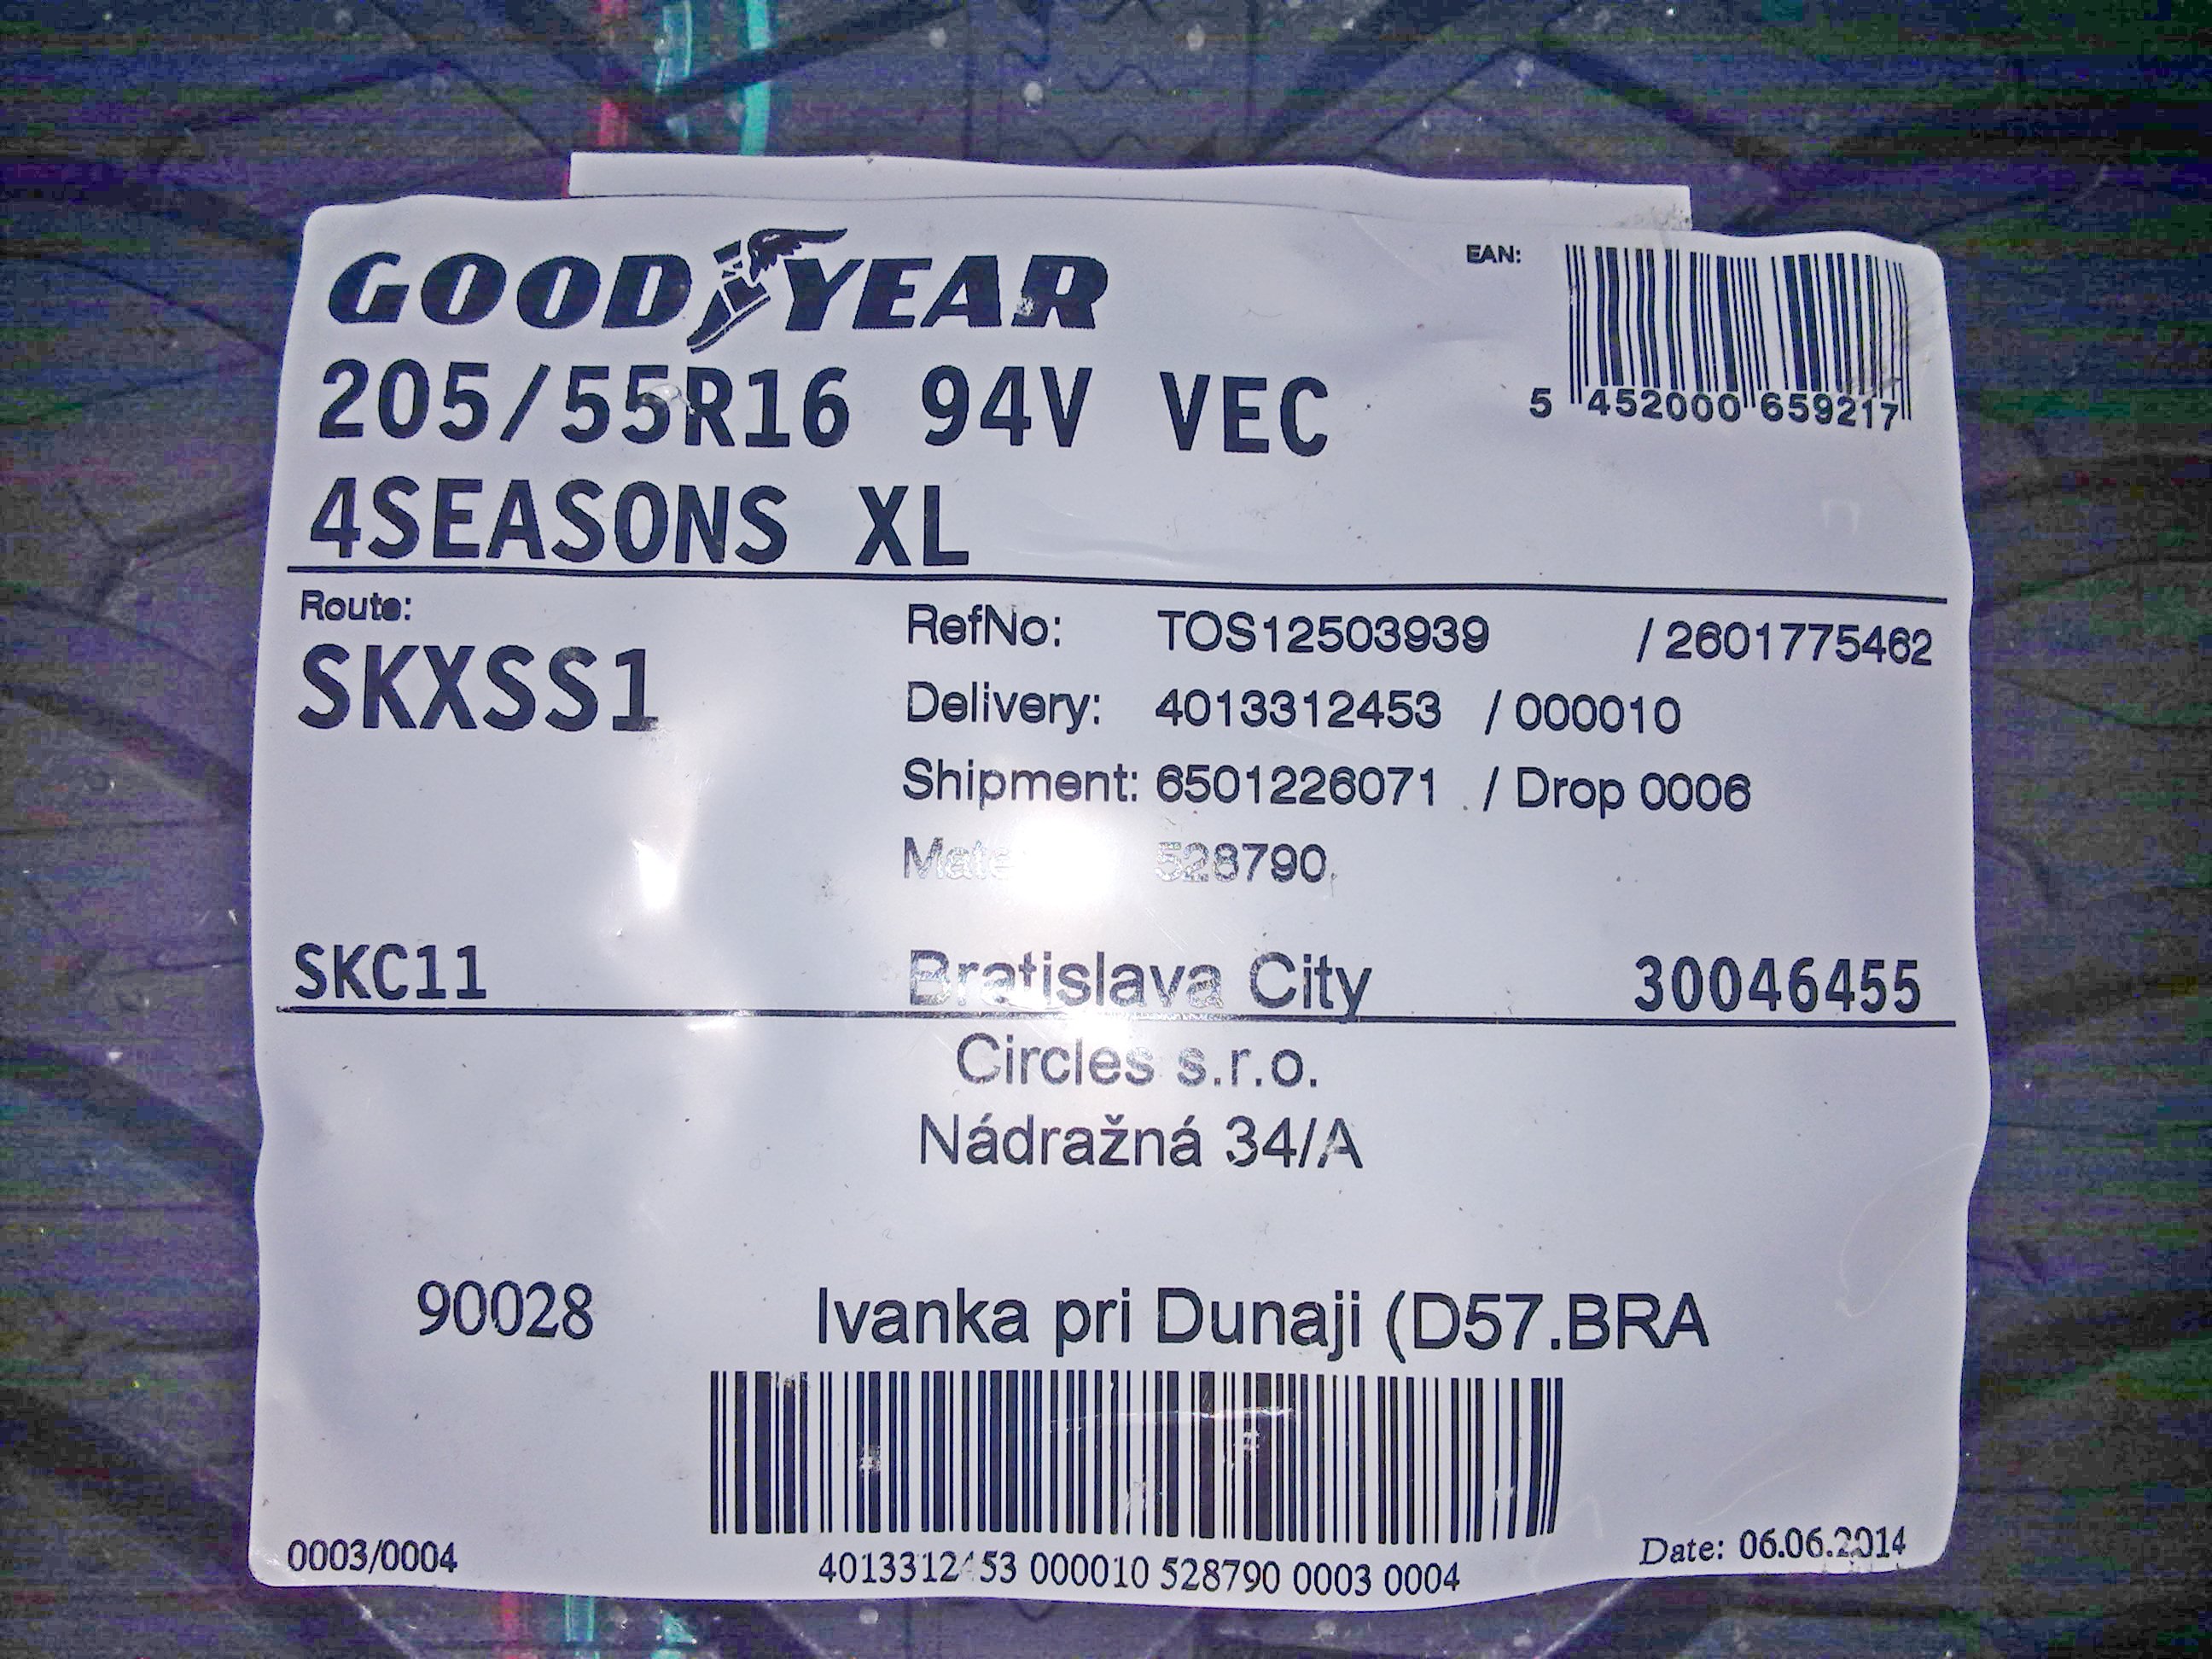 GOODYEAR
EAN:
5 452000 659217
205/55R16 94V VEC
4SEASONS XL
Route:
SKXSS1
RefNo: TOS12503939 / 2601775462
Delivery: 4013312453 / 000010
Shipment: 6501226071 / Drop 0006
528790
SKC11 Bratislava City 30046455
Circles s.r.o.
Nádražná 34/A
90028 Ivanka pri Dunaji (D57.BRA
0003/0004
4013312453 000010 528790 0003 0004
Date: 06.06.2014